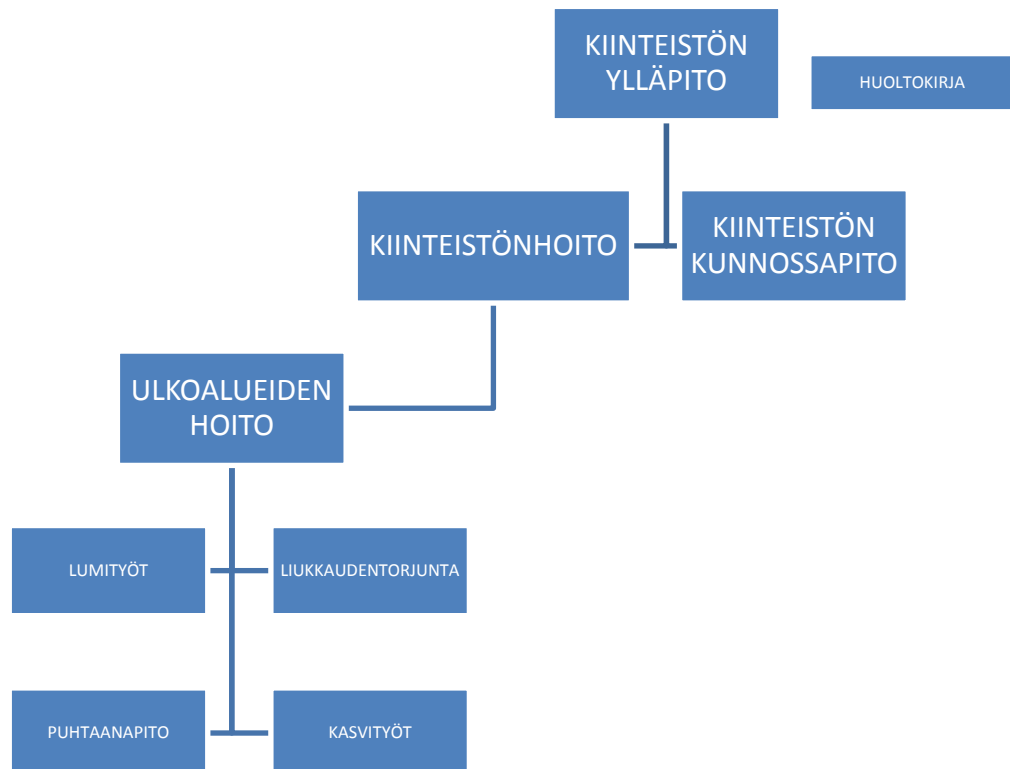 KIINTEISTÖN
YLLÄPITO
HUOLTOKIRJA
KIINTEISTÖNHOITO
KIINTEISTÖN
KUNNOSSAPITO
ULKOALUEIDEN
HOITO
LUMITYÖT
LIUKKAUDENTORJUNTA
PUHTAANAPITO
KASVITYÖT